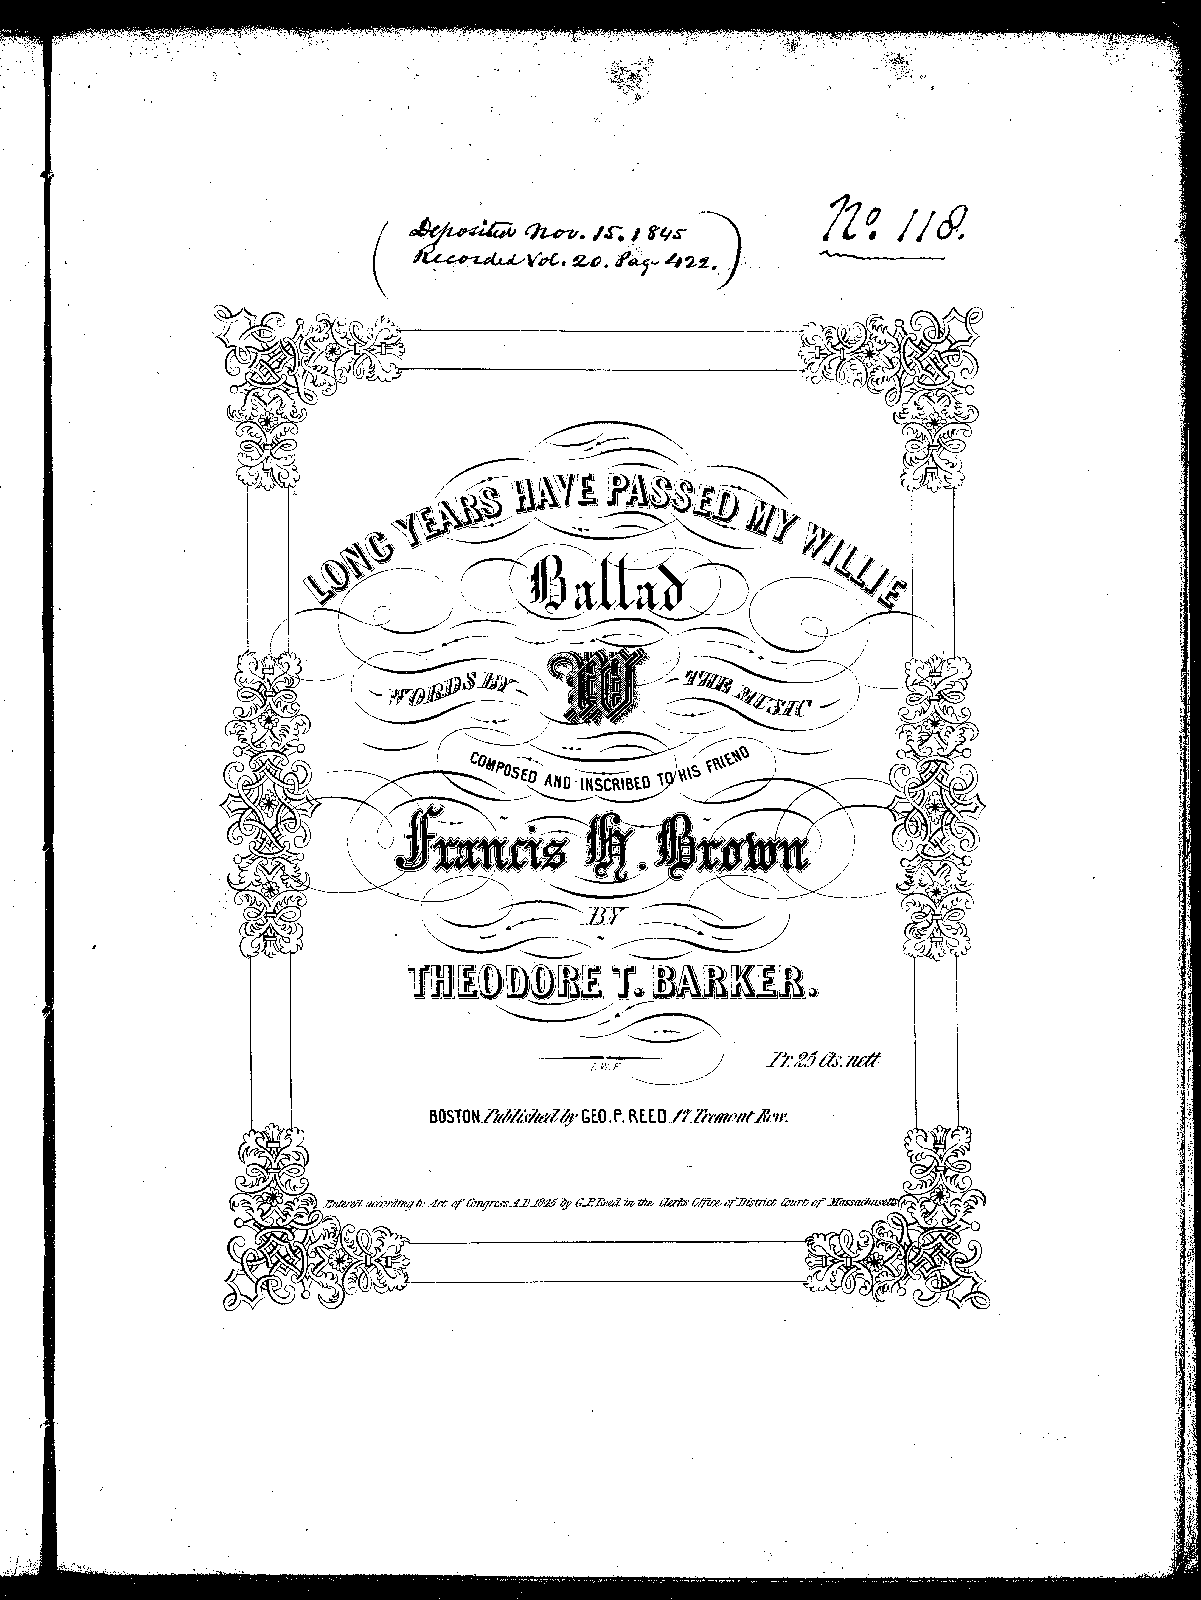 Deposited Nov. 15. 1845
Recorded Vol. 20. Pag. 422.
No. 118.
LONG YEARS HAVE PASSED MY WILLIE
Ballad
WORDS BY W THE MUSIC
COMPOSED AND INSCRIBED TO HIS FRIEND
Francis H. Brown
BY
THEODORE T. BARKER.
Pr. 25 Cts. nett
BOSTON. Published by GEO. P. REED. 17 Tremont Row.
Entered according to Act of Congress A.D. 1845 by G.P. Reed in the Clerks Office of District Court of Massachusetts